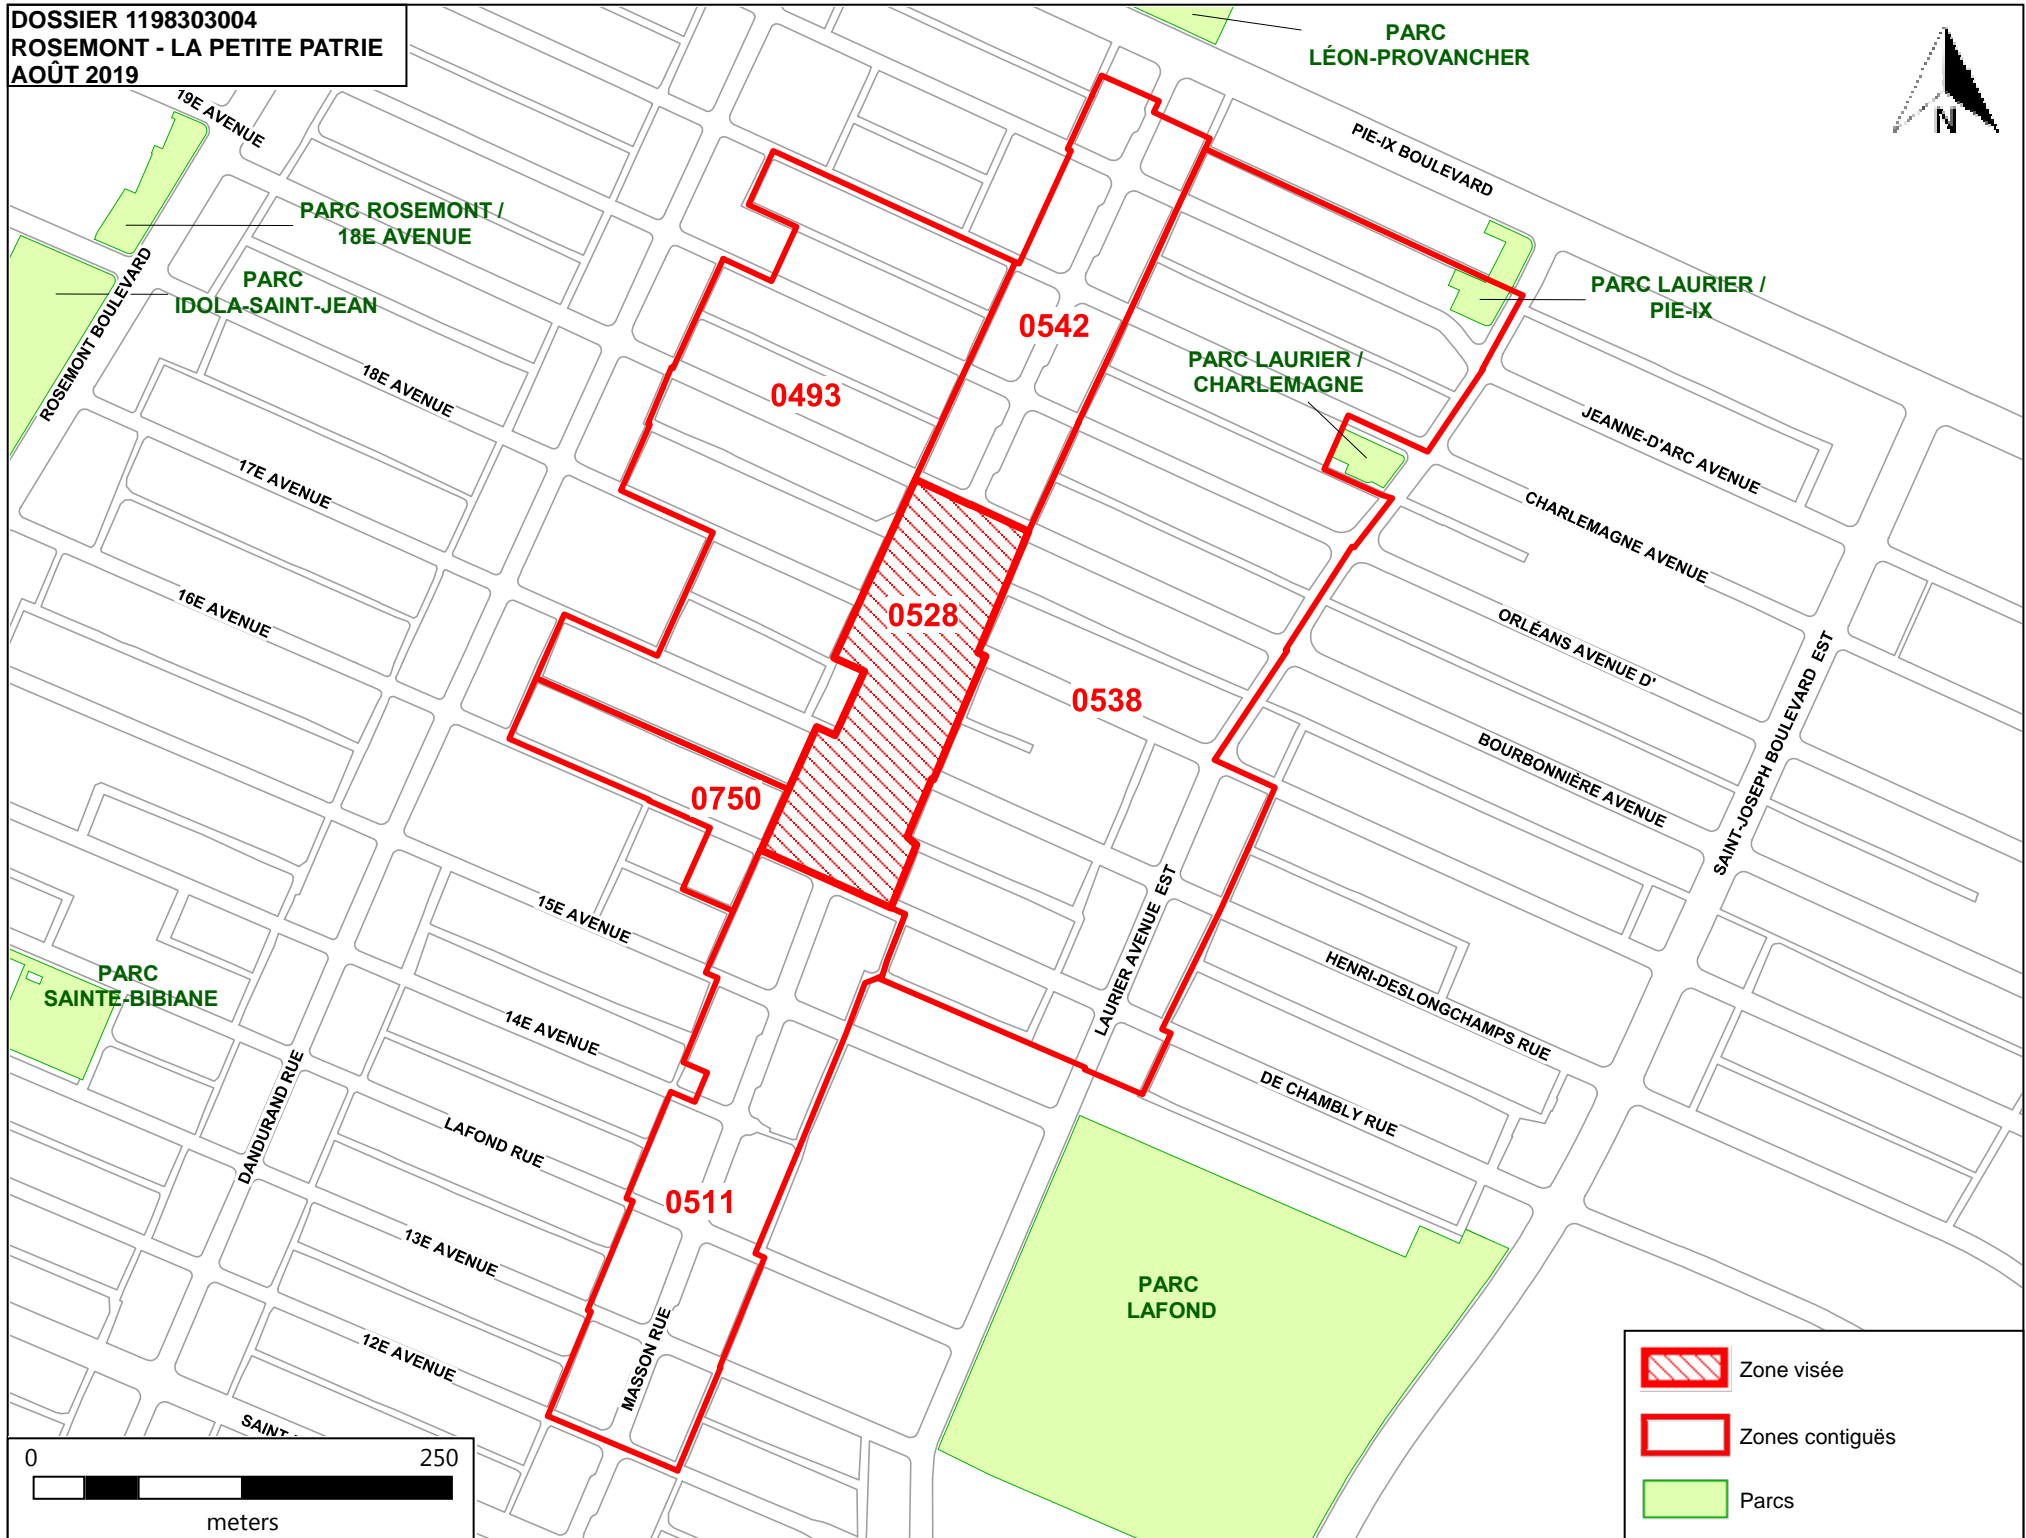 DOSSIER 1198303004
ROSEMONT - LA PETITE PATRIE
AOÛT 2019
PARC
LÉON-PROVANCHER
N
19E AVENUE
PIE-IX BOULEVARD
PARC ROSEMONT /
18E AVENUE
PARC
IDOLA-SAINT-JEAN
ROSEMONT BOULEVARD
PARC LAURIER /
PIE-IX
0542
PARC LAURIER /
CHARLEMAGNE
0493
18E AVENUE
JEANNE-D'ARC AVENUE
17E AVENUE
CHARLEMAGNE AVENUE
16E AVENUE
0528
ORLÉANS AVENUE D'
0538
SAINT-JOSEPH BOULEVARD EST
BOURBONNIÈRE AVENUE
0750
15E AVENUE
LAURIER AVENUE EST
PARC
SAINTE-BIBIANE
HENRI-DESLONGCHAMPS RUE
14E AVENUE
DANDURAND RUE
DE CHAMBLY RUE
LAFOND RUE
0511
13E AVENUE
PARC
LAFOND
MASSON RUE
12E AVENUE
SAINT-
0
250
meters
Zone visée
Zones contiguës
Parcs